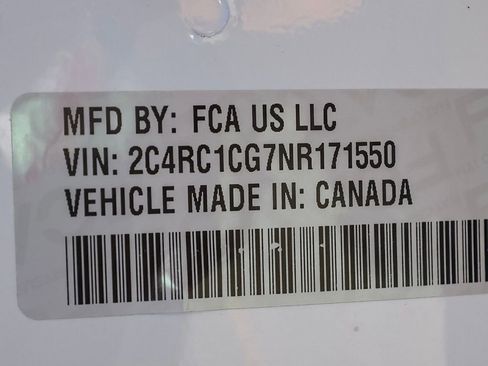 MFD BY: FCA US LLC
VIN: 2C4RC1CG7NR171550
VEHICLE MADE IN: CANADA